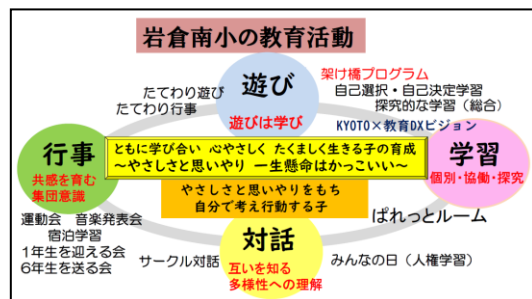 岩倉南小の教育活動
遊び
遊びは学び
たてわり遊び
たてわり行事
架け橋プログラム
自己選択・自己決定学習
探究的な学習（総合）
KYOTO×教育DXビジョン
行事
共感を育む
集団意識
ともに学び合い 心やさしく たくましく生きる子の育成
～やさしさと思いやり 一生懸命はかっこいい～
学習
個別・協働・探究
やさしさと思いやりをもち
自分で考え行動する子
運動会 音楽発表会
宿泊学習
1年生を迎える会
6年生を送る会
ぱれっとルーム
サークル対話
対話
互いを知る
多様性への理解
みんなの日（人権学習）